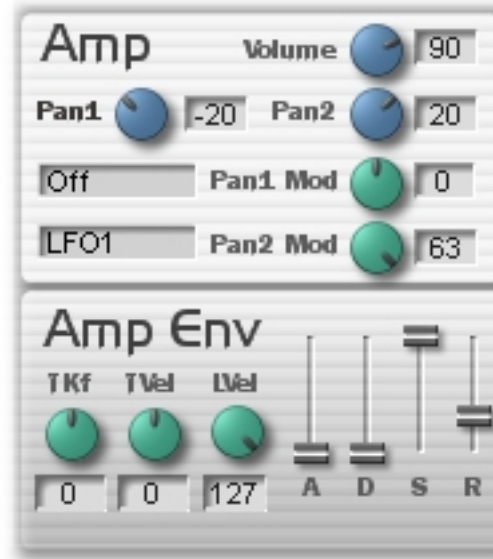 Amp
Volume 90
Pan1 -20 Pan2 20
Off Pan1 Mod 0
LFO1 Pan2 Mod 63
Amp Env
TKf TVel LVel
0 0 127 A D S R